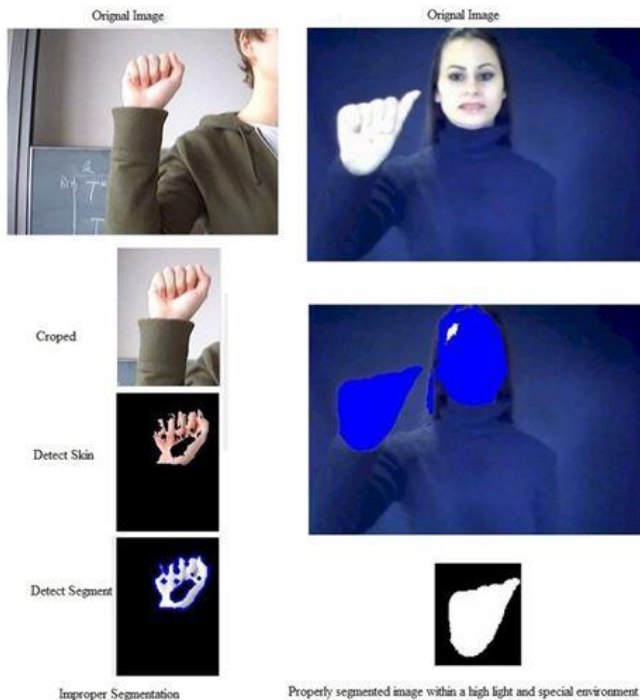 Orignal Image
Orignal Image
Croped
Detect Skin
Detect Segment
Improper Segmentation
Properly segmented image within a high light and special environment